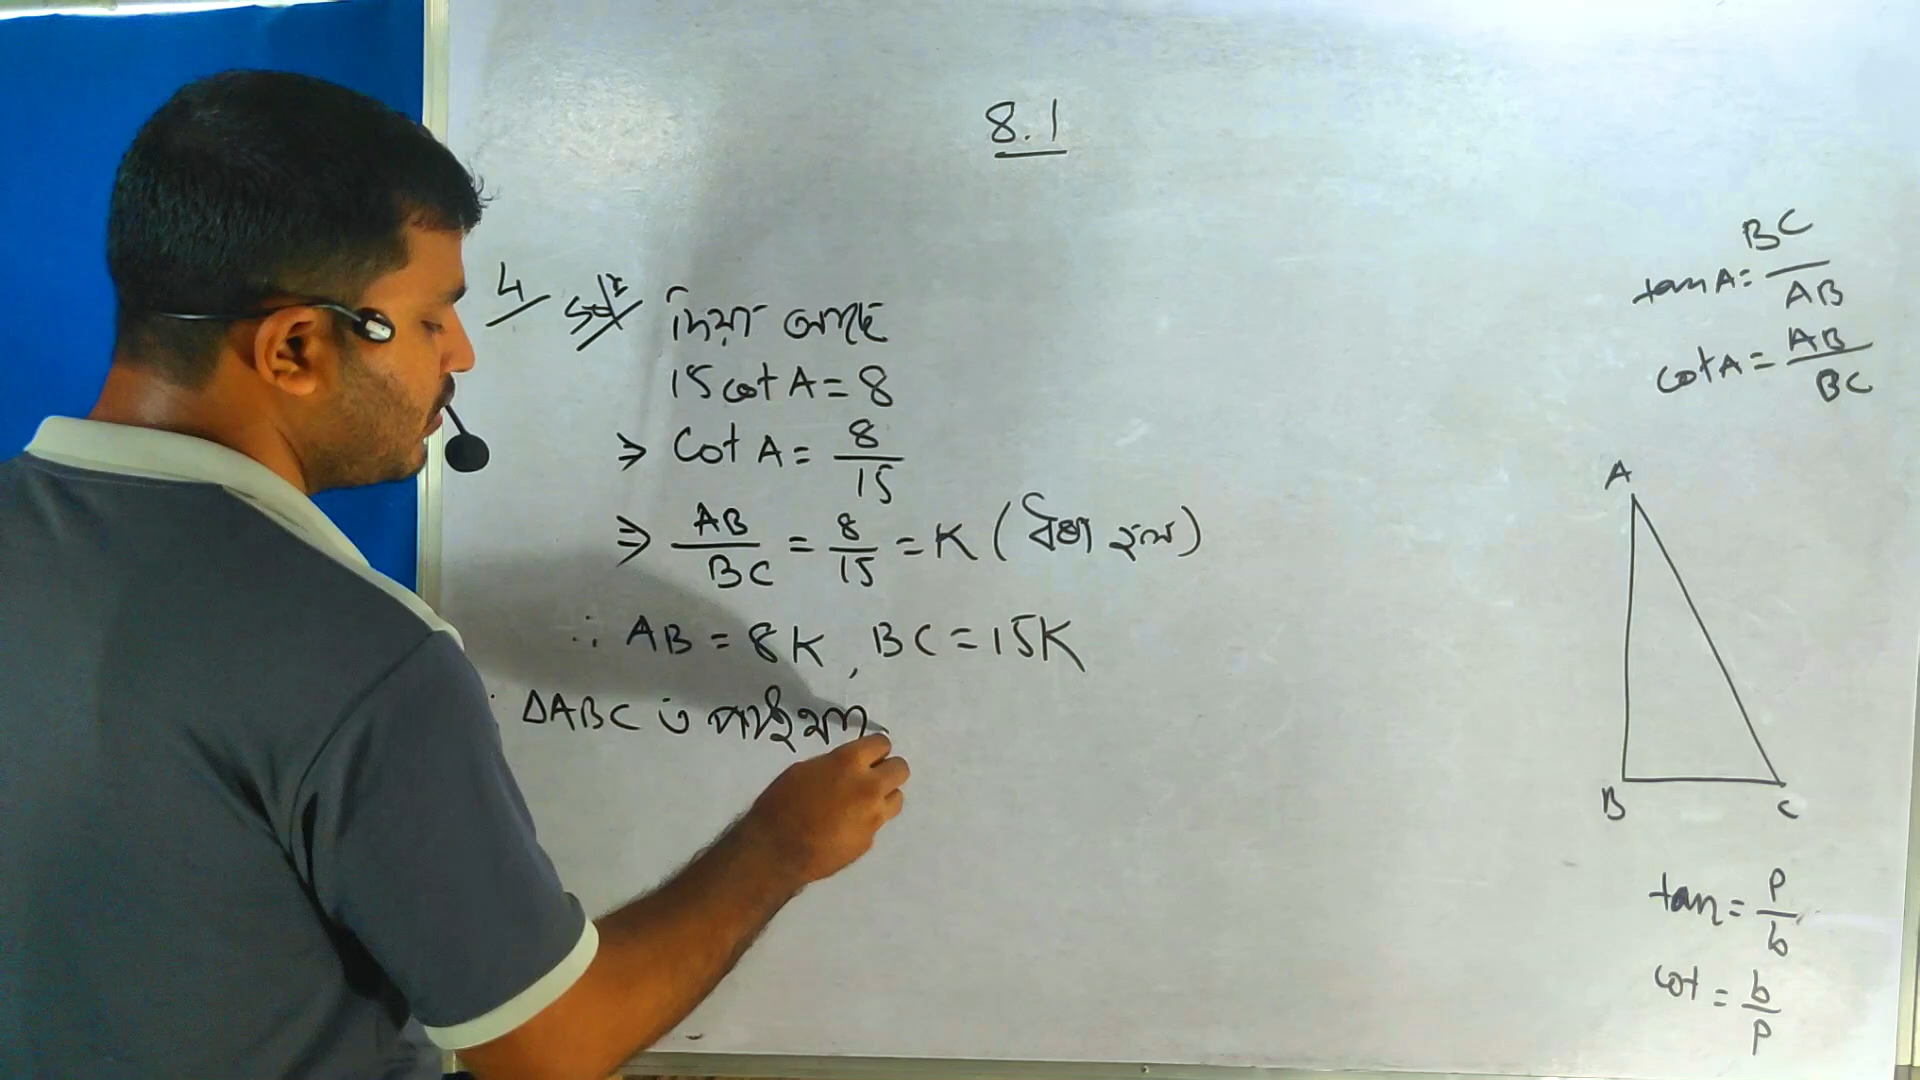 8.1
4 Sol^n দিয়া আছে
15 cot A = 8
⇒ Cot A = 8/15
⇒ AB/BC = 8/15 = K (ধৰা হ'ল)
∴ AB = 8K, BC = 15K
∴ ΔABC ত
tan A = BC/AB
cot A = AB/BC
A
B C
tan = P/b
cot = b/P